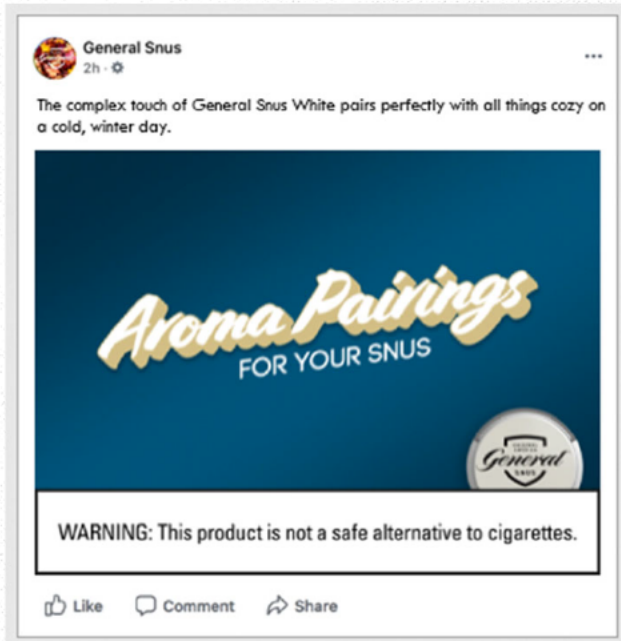 General Snus
2h ·
The complex touch of General Snus White pairs perfectly with all things cozy on
a cold, winter day.
Aroma Pairings
FOR YOUR SNUS
General
SNUS
WARNING: This product is not a safe alternative to cigarettes.
Like Comment Share